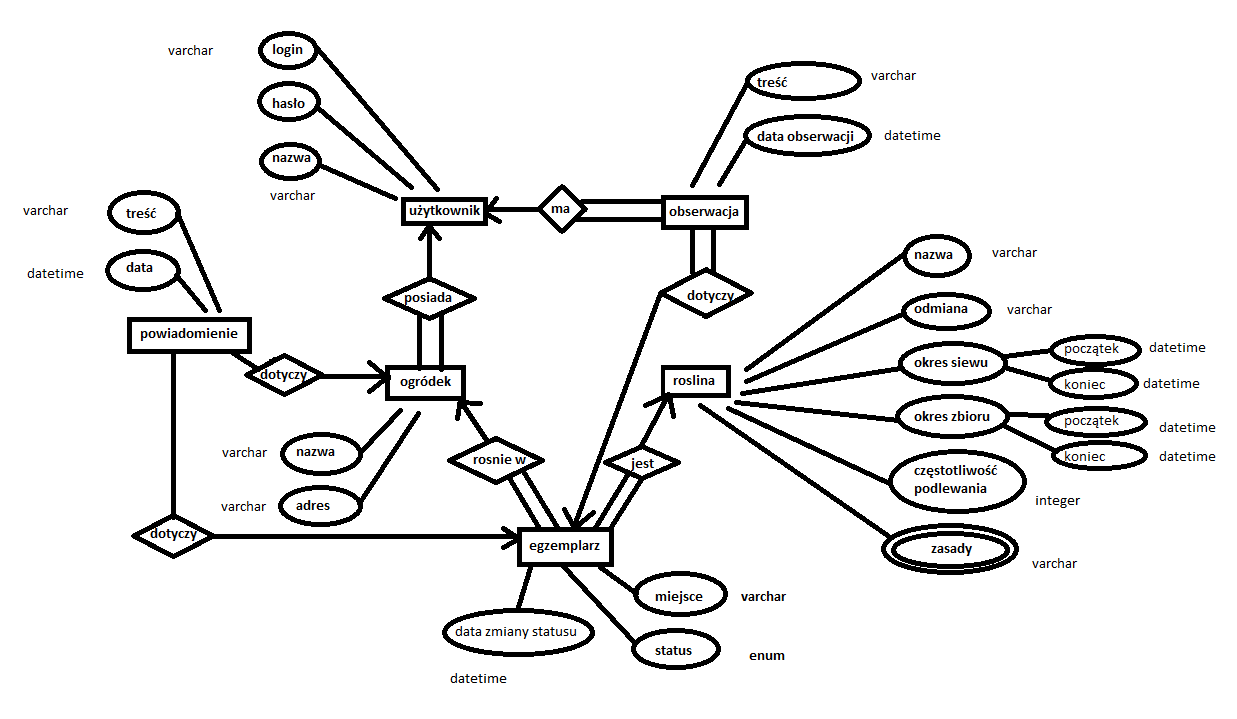 varchar
login
hasło
nazwa
varchar
treść
varchar
data obserwacji
datetime
użytkownik
ma
obserwacja
varchar
treść
datetime
data
powiadomienie
posiada
dotyczy
dotyczy
ogródek
roslina
nazwa
varchar
odmiana
varchar
okres siewu
początek
datetime
koniec
datetime
okres zbioru
początek
datetime
koniec
datetime
częstotliwość
podlewania
integer
zasady
varchar
varchar
nazwa
varchar
adres
rosnie w
jest
dotyczy
egzemplarz
miejsce
varchar
data zmiany statusu
datetime
status
enum